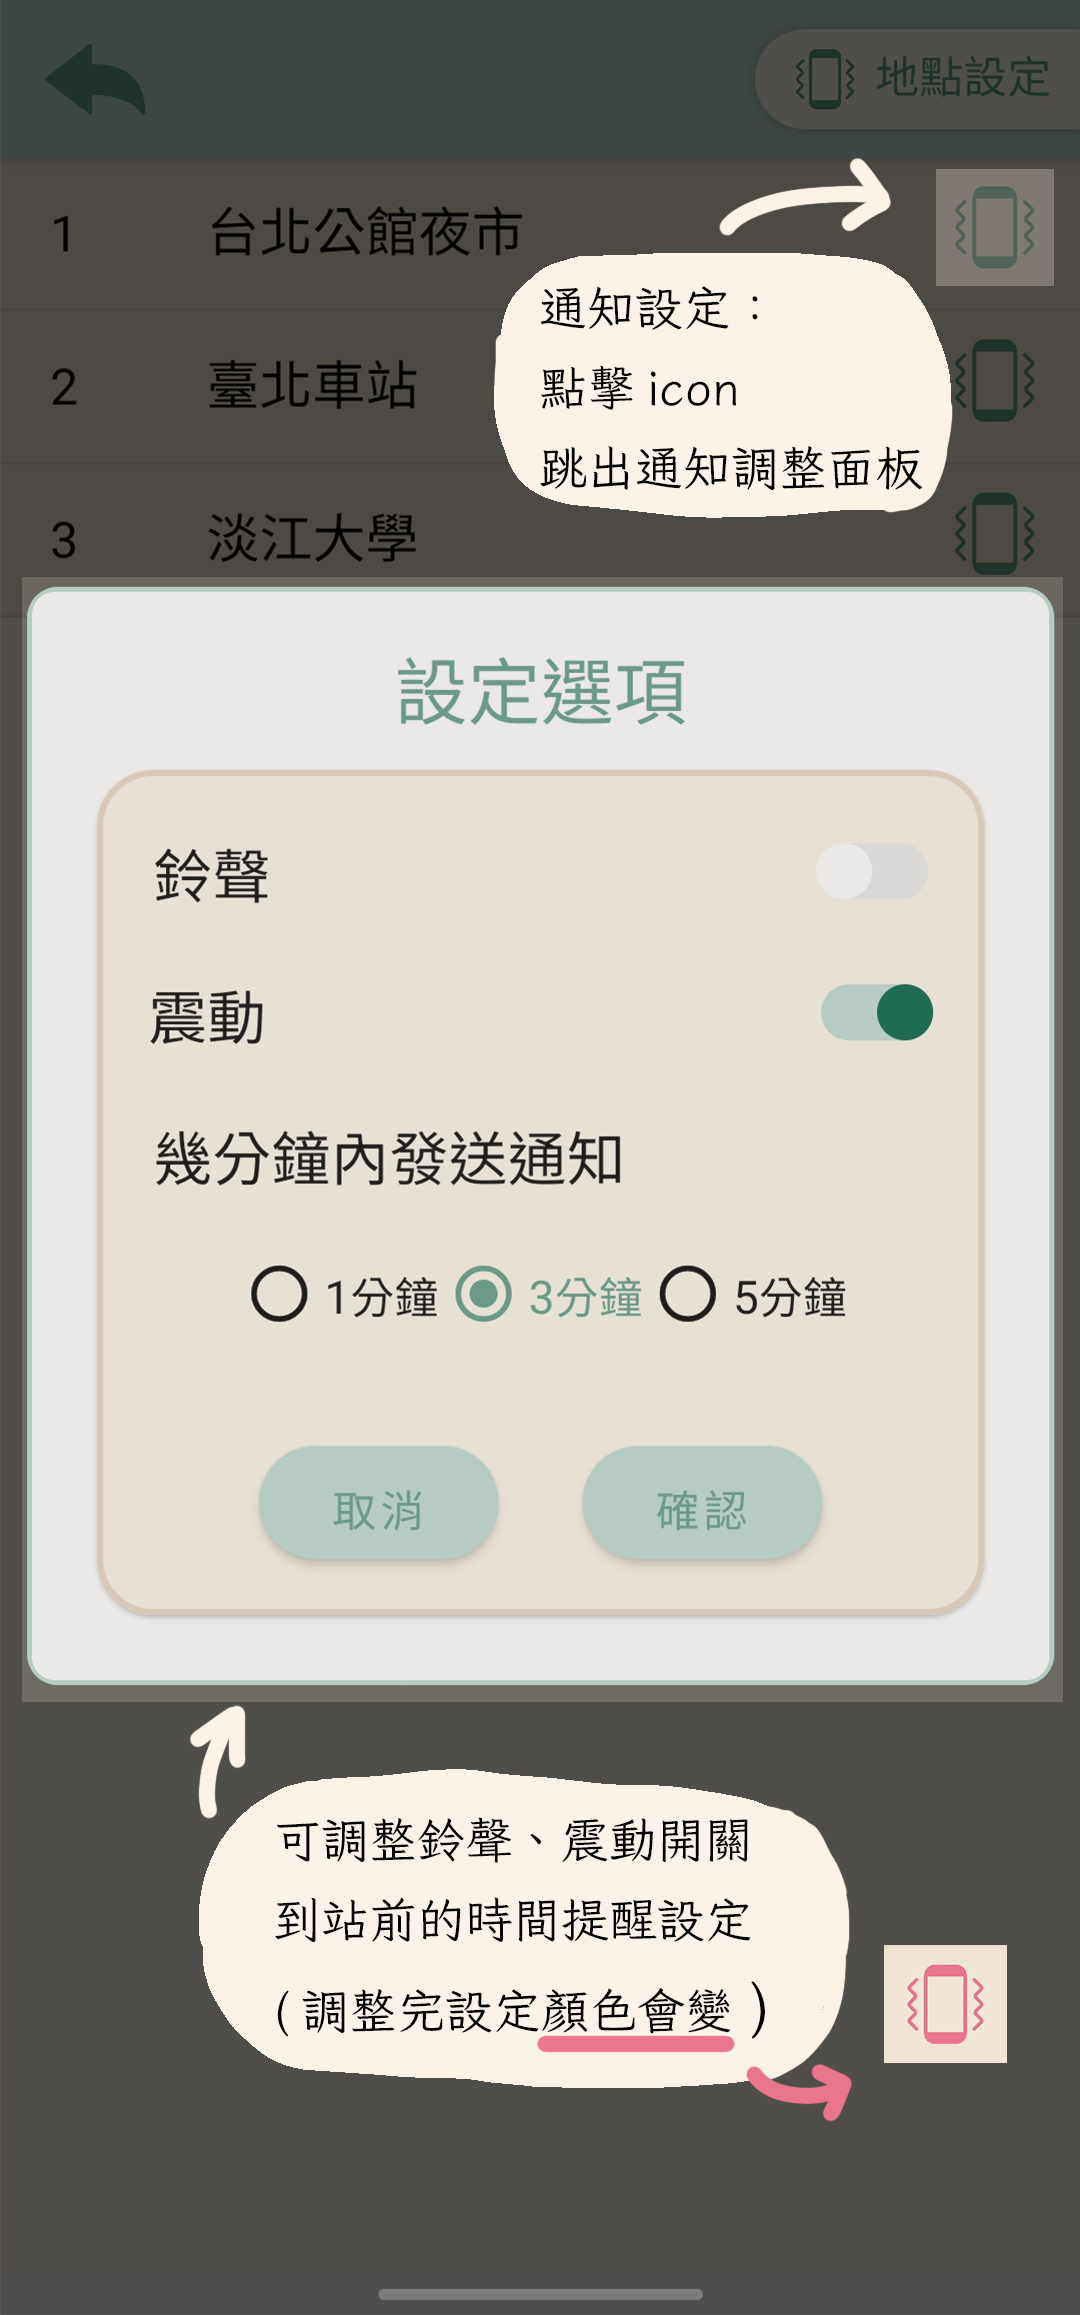 地點設定
1 台北公館夜市
通知設定：
2 臺北車站
點擊 icon
跳出通知調整面板
3 淡江大學
設定選項
鈴聲
震動
幾分鐘內發送通知
1分鐘 3分鐘 5分鐘
取消 確認
可調整鈴聲、震動開關
到站前的時間提醒設定
(調整完設定顏色會變)